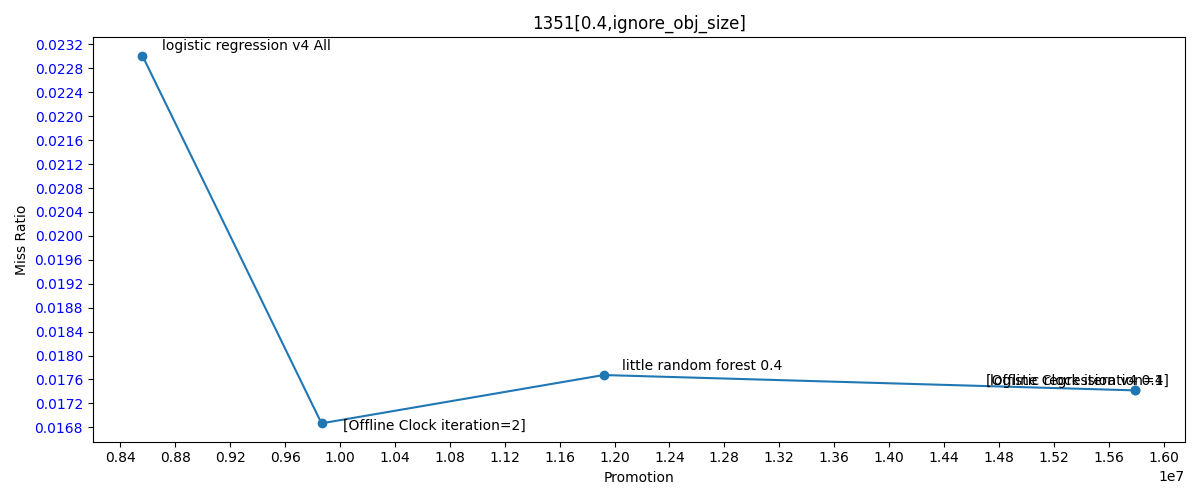 1351[0.4,ignore_obj_size]
0.0232
0.0228
0.0224
0.0220
0.0216
0.0212
0.0208
0.0204
0.0200
0.0196
0.0192
0.0188
0.0184
0.0180
0.0176
0.0172
0.0168
Miss Ratio
logistic regression v4 All
[Offline Clock iteration=2]
little random forest 0.4
[Offline Clock iteration=1]
0.84 0.88 0.92 0.96 1.00 1.04 1.08 1.12 1.16 1.20 1.24 1.28 1.32 1.36 1.40 1.44 1.48 1.52 1.56 1.60
1e7
Promotion